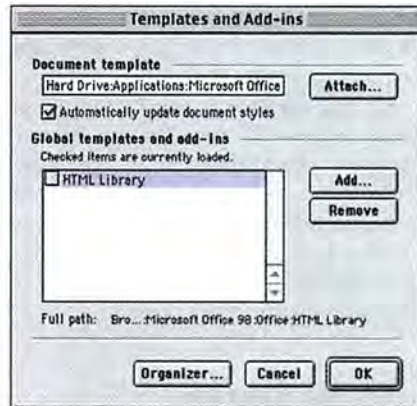 Templates and Add-ins
Document template
Hard Drive:Applications:Microsoft Office
Attach...
Automatically update document styles
Global templates and add-ins
Checked items are currently loaded.
HTML Library
Add...
Remove
Full path: Bro...:Microsoft Office 98:Office:HTML Library
Organizer...
Cancel
OK